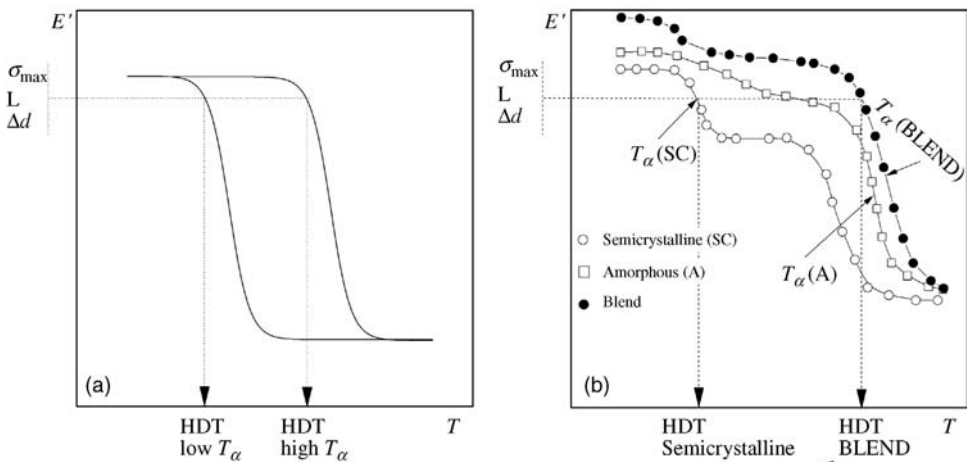 E'
σmax
L
Δd
(a)
HDT
low Tα
HDT
high Tα
T
E'
σmax
L
Δd
Tα(SC)
Tα(BLEND)
Tα(A)
Semicrystalline (SC)
Amorphous (A)
Blend
(b)
HDT
Semicrystalline
HDT
BLEND
T